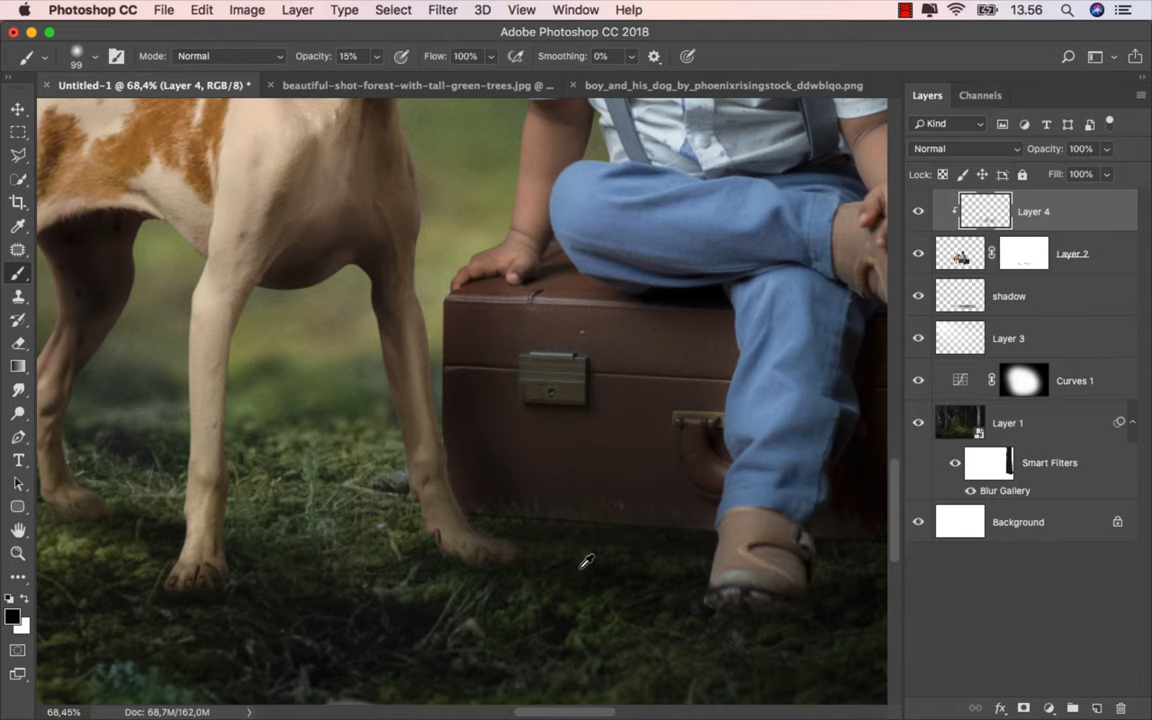 Photoshop CC File Edit Image Layer Type Select Filter 3D View Window Help 13.56
Adobe Photoshop CC 2018
99 Mode: Normal Opacity: 15% Flow: 100% Smoothing: 0%
Untitled-1 @ 68,4% (Layer 4, RGB/8) * beautiful-shot-forest-with-tall-green-trees.jpg @ ... boy_and_his_dog_by_phoenixrisingstock_ddwblqo.png
Layers Channels
Kind
Normal Opacity: 100%
Lock: Fill: 100%
Layer 4
Layer 2
shadow
Layer 3
Curves 1
Layer 1
Smart Filters
Blur Gallery
Background
68,45% Doc: 68,7M/162,0M